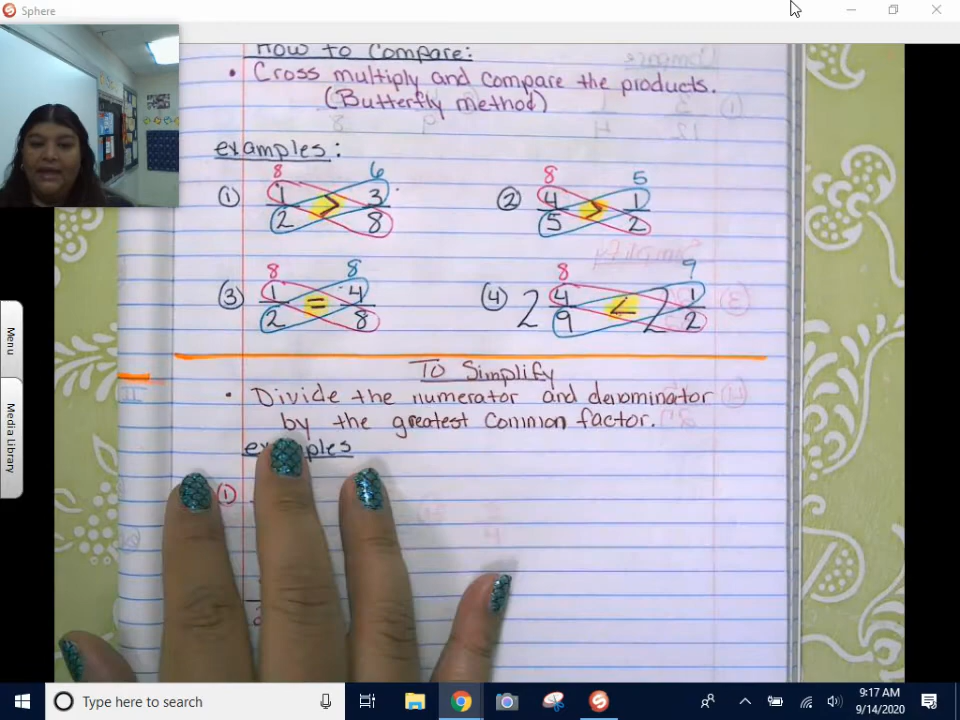 Sphere
How to Compare:
• Cross multiply and compare the products.
(Butterfly method)
examples:
8 6
① 1/2 > 3/8
8 5
② 4/5 > 1/2
8 8
③ 1/2 = 4/8
8 9
④ 2 4/9 < 2 1/2
To Simplify
• Divide the numerator and denominator
by the greatest common factor.
①
Menu
Media Library
Type here to search
9:17 AM
9/14/2020